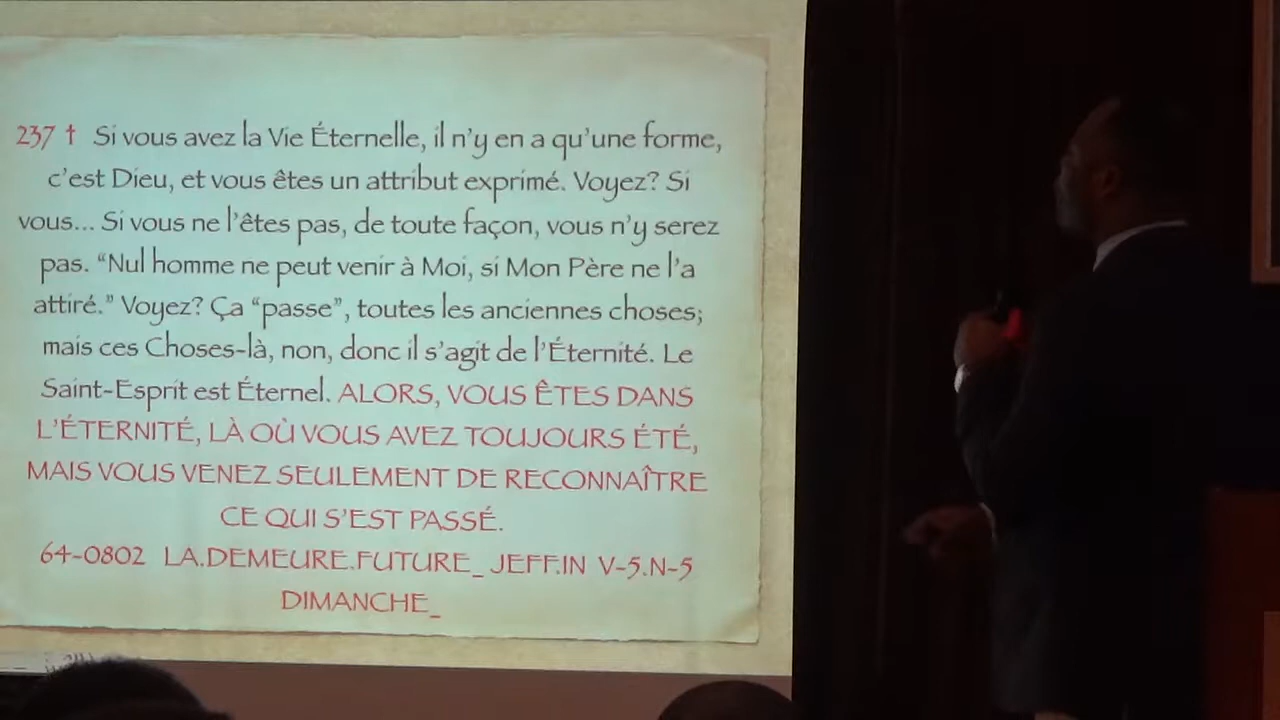 237 † Si vous avez la Vie Éternelle, il n'y en a qu'une forme,
c'est Dieu, et vous êtes un attribut exprimé. Voyez? Si
vous... Si vous ne l'êtes pas, de toute façon, vous n'y serez
pas. "Nul homme ne peut venir à Moi, si Mon Père ne l'a
attiré." Voyez? Ça "passe", toutes les anciennes choses;
mais ces Choses-là, non, donc il s'agit de l'Éternité. Le
Saint-Esprit est Éternel. ALORS, VOUS ÊTES DANS
L'ÉTERNITÉ, LÀ OÙ VOUS AVEZ TOUJOURS ÉTÉ,
MAIS VOUS VENEZ SEULEMENT DE RECONNAÎTRE
CE QUI S'EST PASSÉ.
64-0802 LA.DEMEURE.FUTURE_ JEFF.IN V-5.N-5
DIMANCHE_